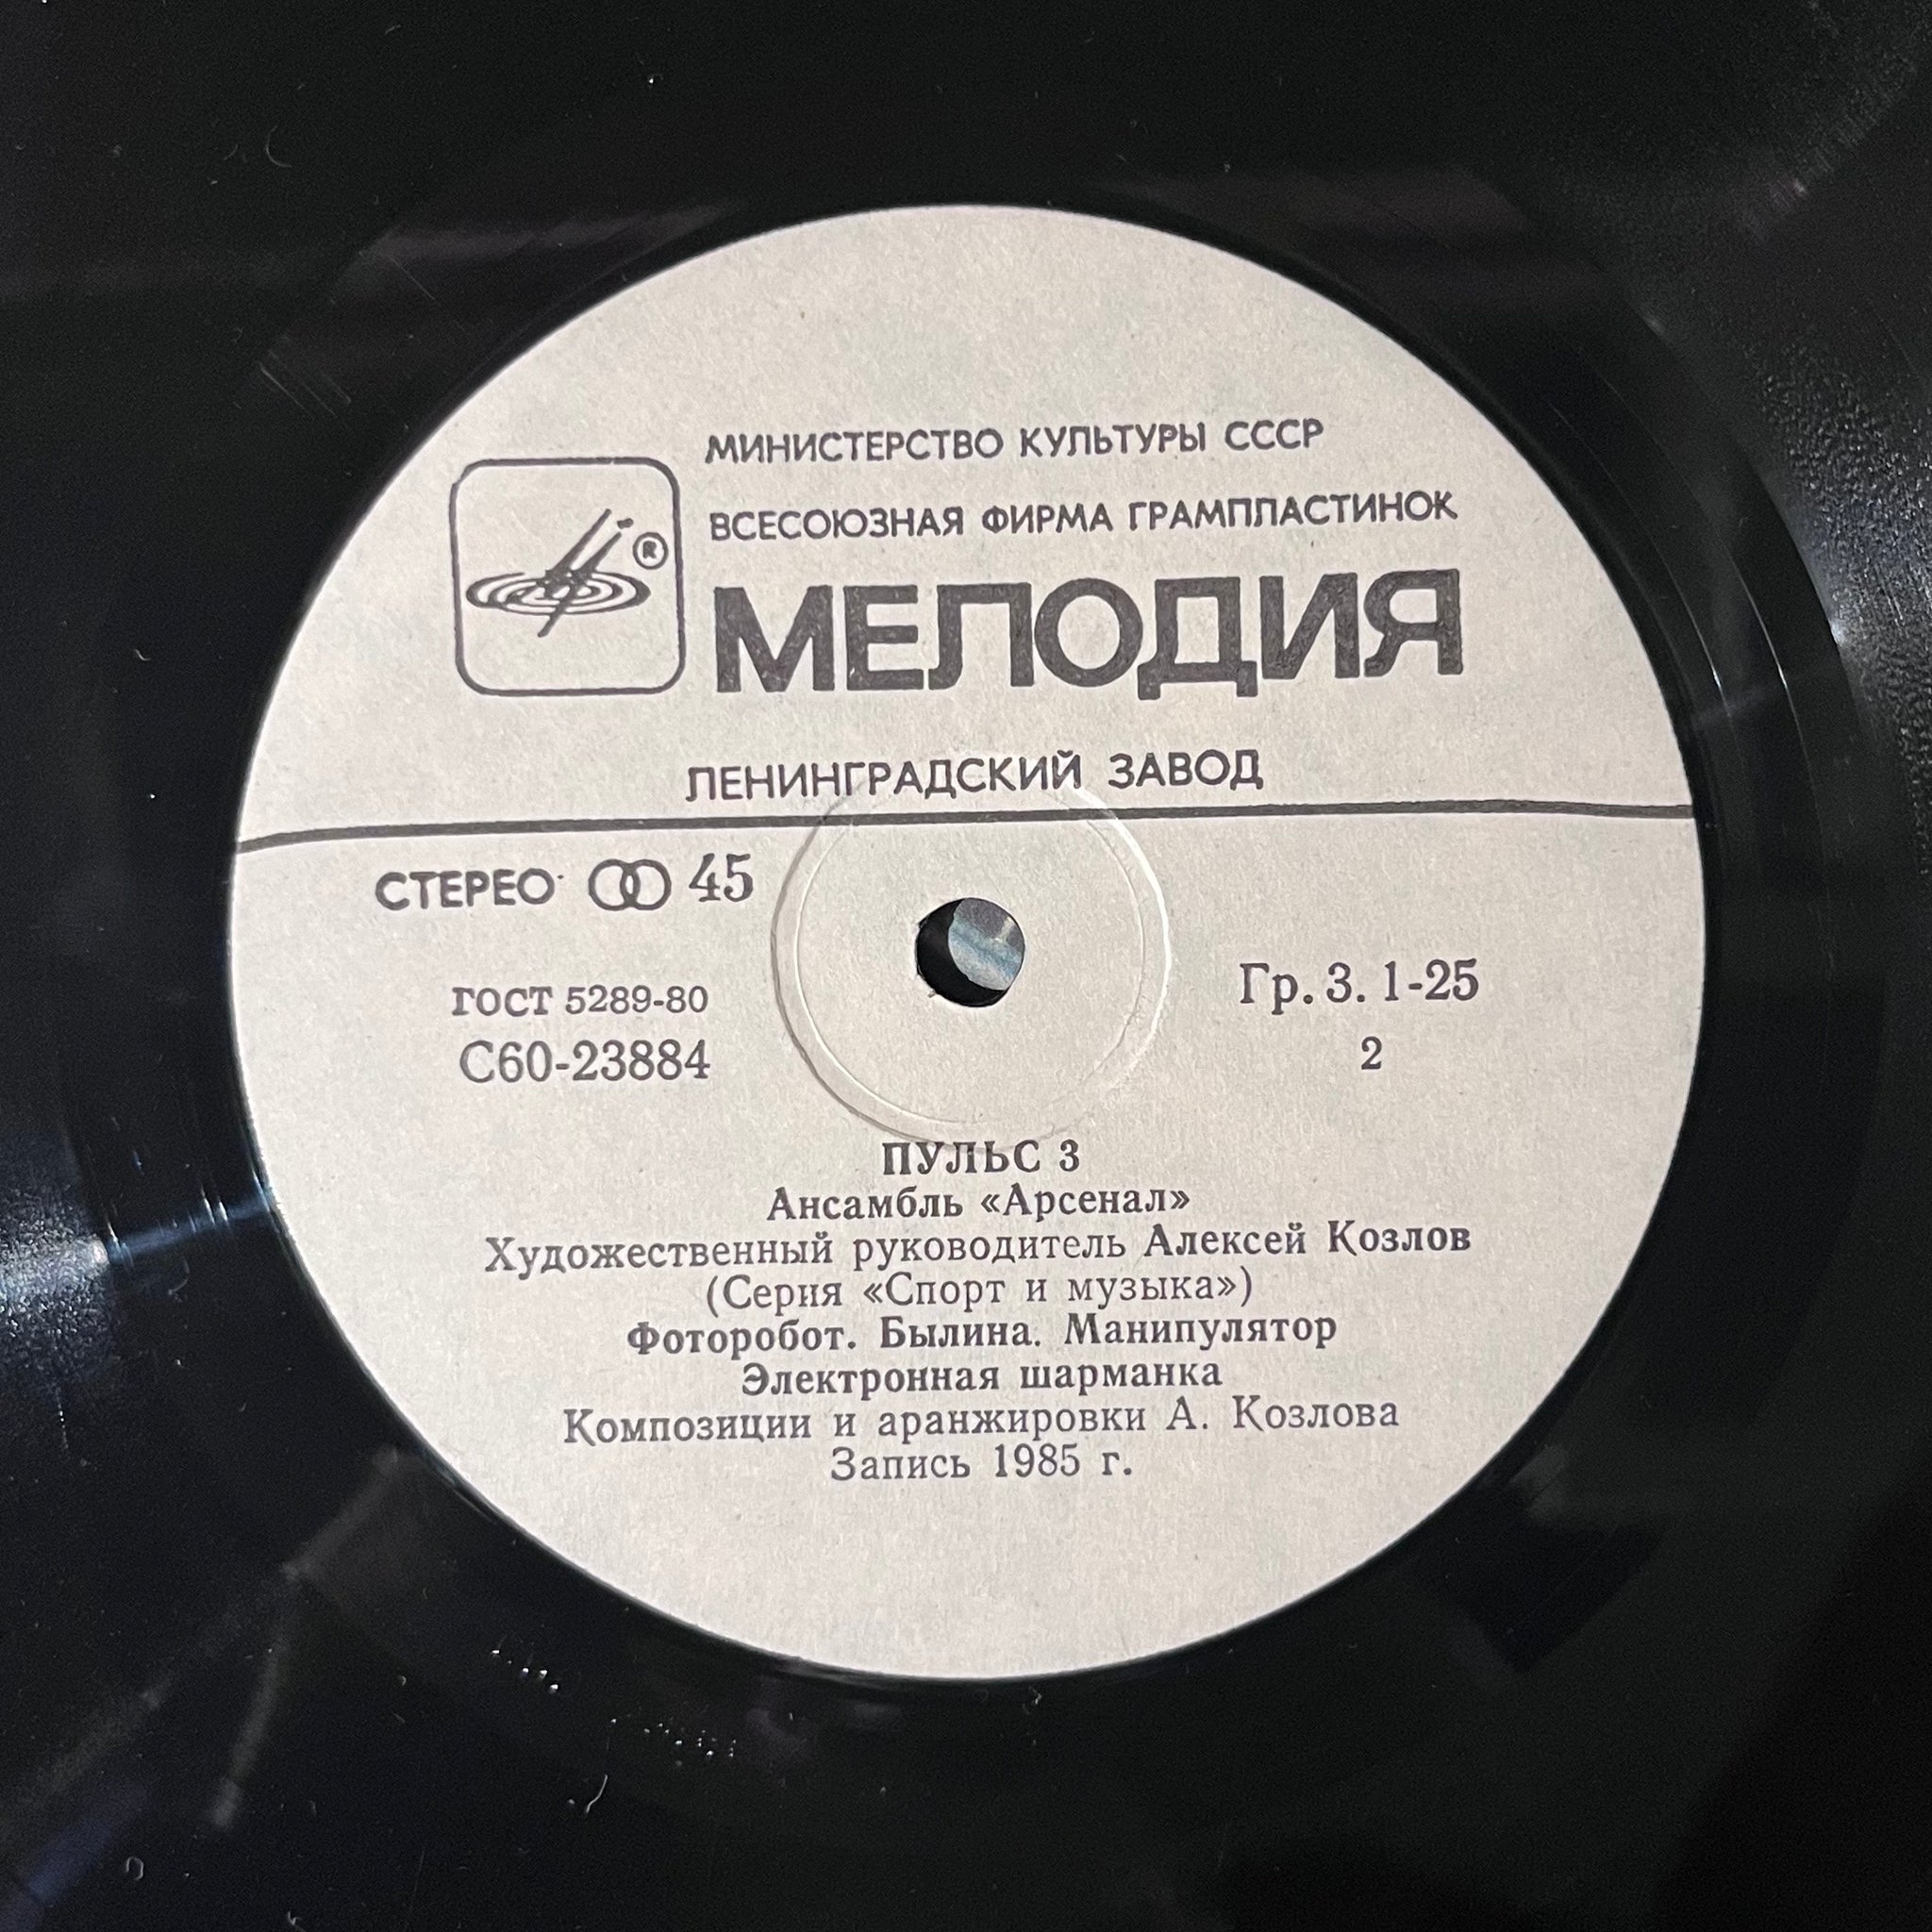 МИНИСТЕРСТВО КУЛЬТУРЫ СССР
ВСЕСОЮЗНАЯ ФИРМА ГРАМПЛАСТИНОК
®
МЕЛОДИЯ
ЛЕНИНГРАДСКИЙ ЗАВОД
СТЕРЕО 45
ГОСТ 5289-80
Гр. 3. 1-25
С60-23884
2
ПУЛЬС 3
Ансамбль «Арсенал»
Художественный руководитель Алексей Козлов
(Серия «Спорт и музыка»)
Фоторобот. Былина. Манипулятор
Электронная шарманка
Композиции и аранжировки А. Козлова
Запись 1985 г.